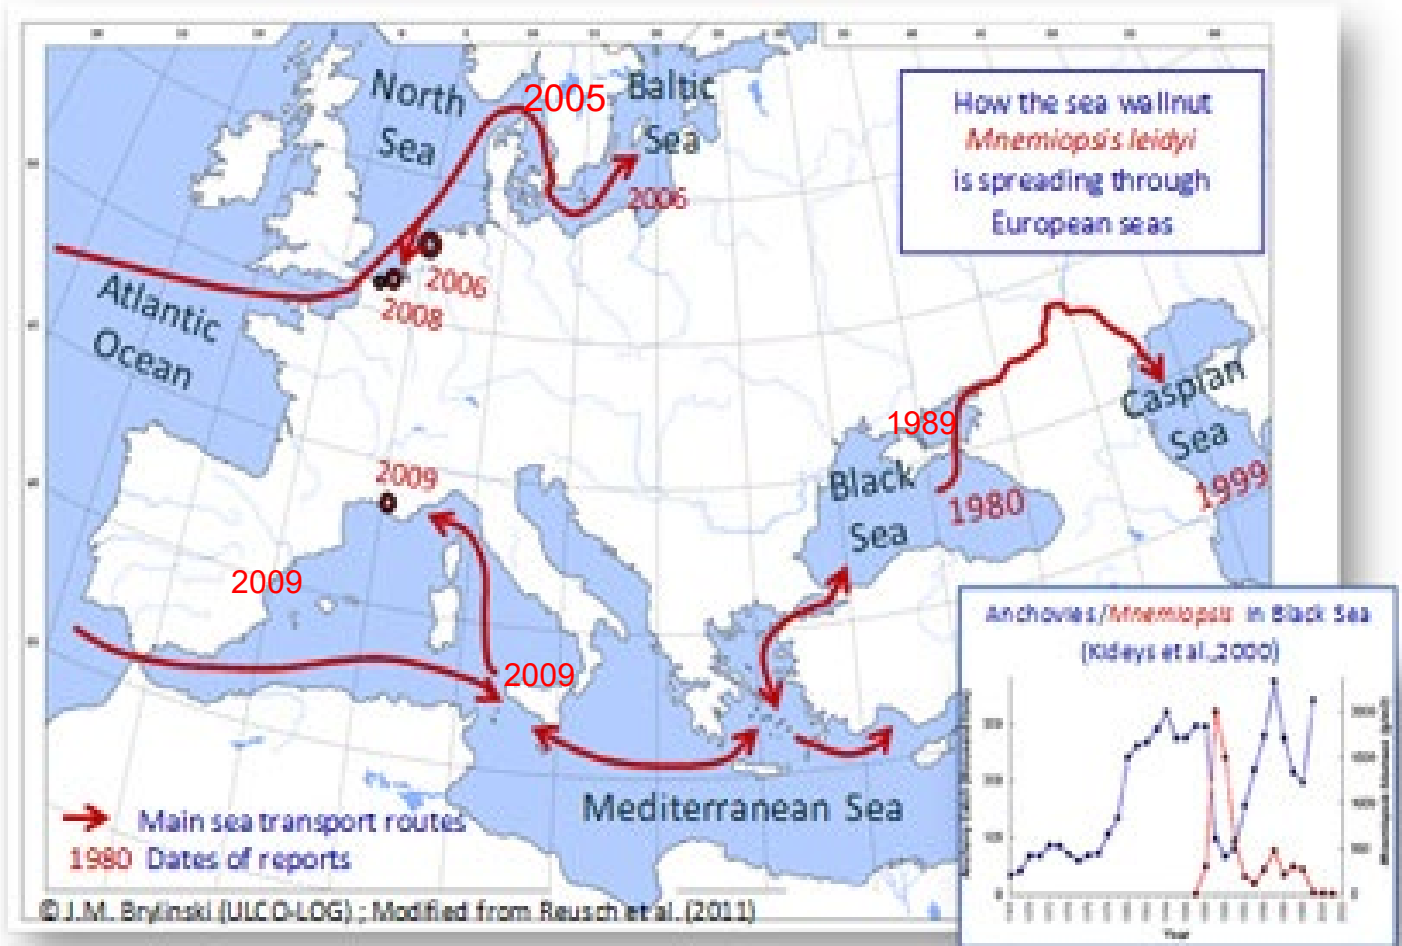 North
Sea
2005
Baltic
Sea
2006
How the sea wallnut
Mnemiopsis leidyi
is spreading through
European seas
Atlantic
Ocean
2006
2008
1989
Caspian
Sea
1999
Black
Sea
1980
2009
2009
2009
Mediterranean Sea
Main sea transport routes
1980 Dates of reports
© J.M. Brylinski (ULCO-LOG) ; Modified from Reusch et al. (2011)
Anchovies/Mnemiopsis in Black Sea
(Kideys et al.,2000)
Year